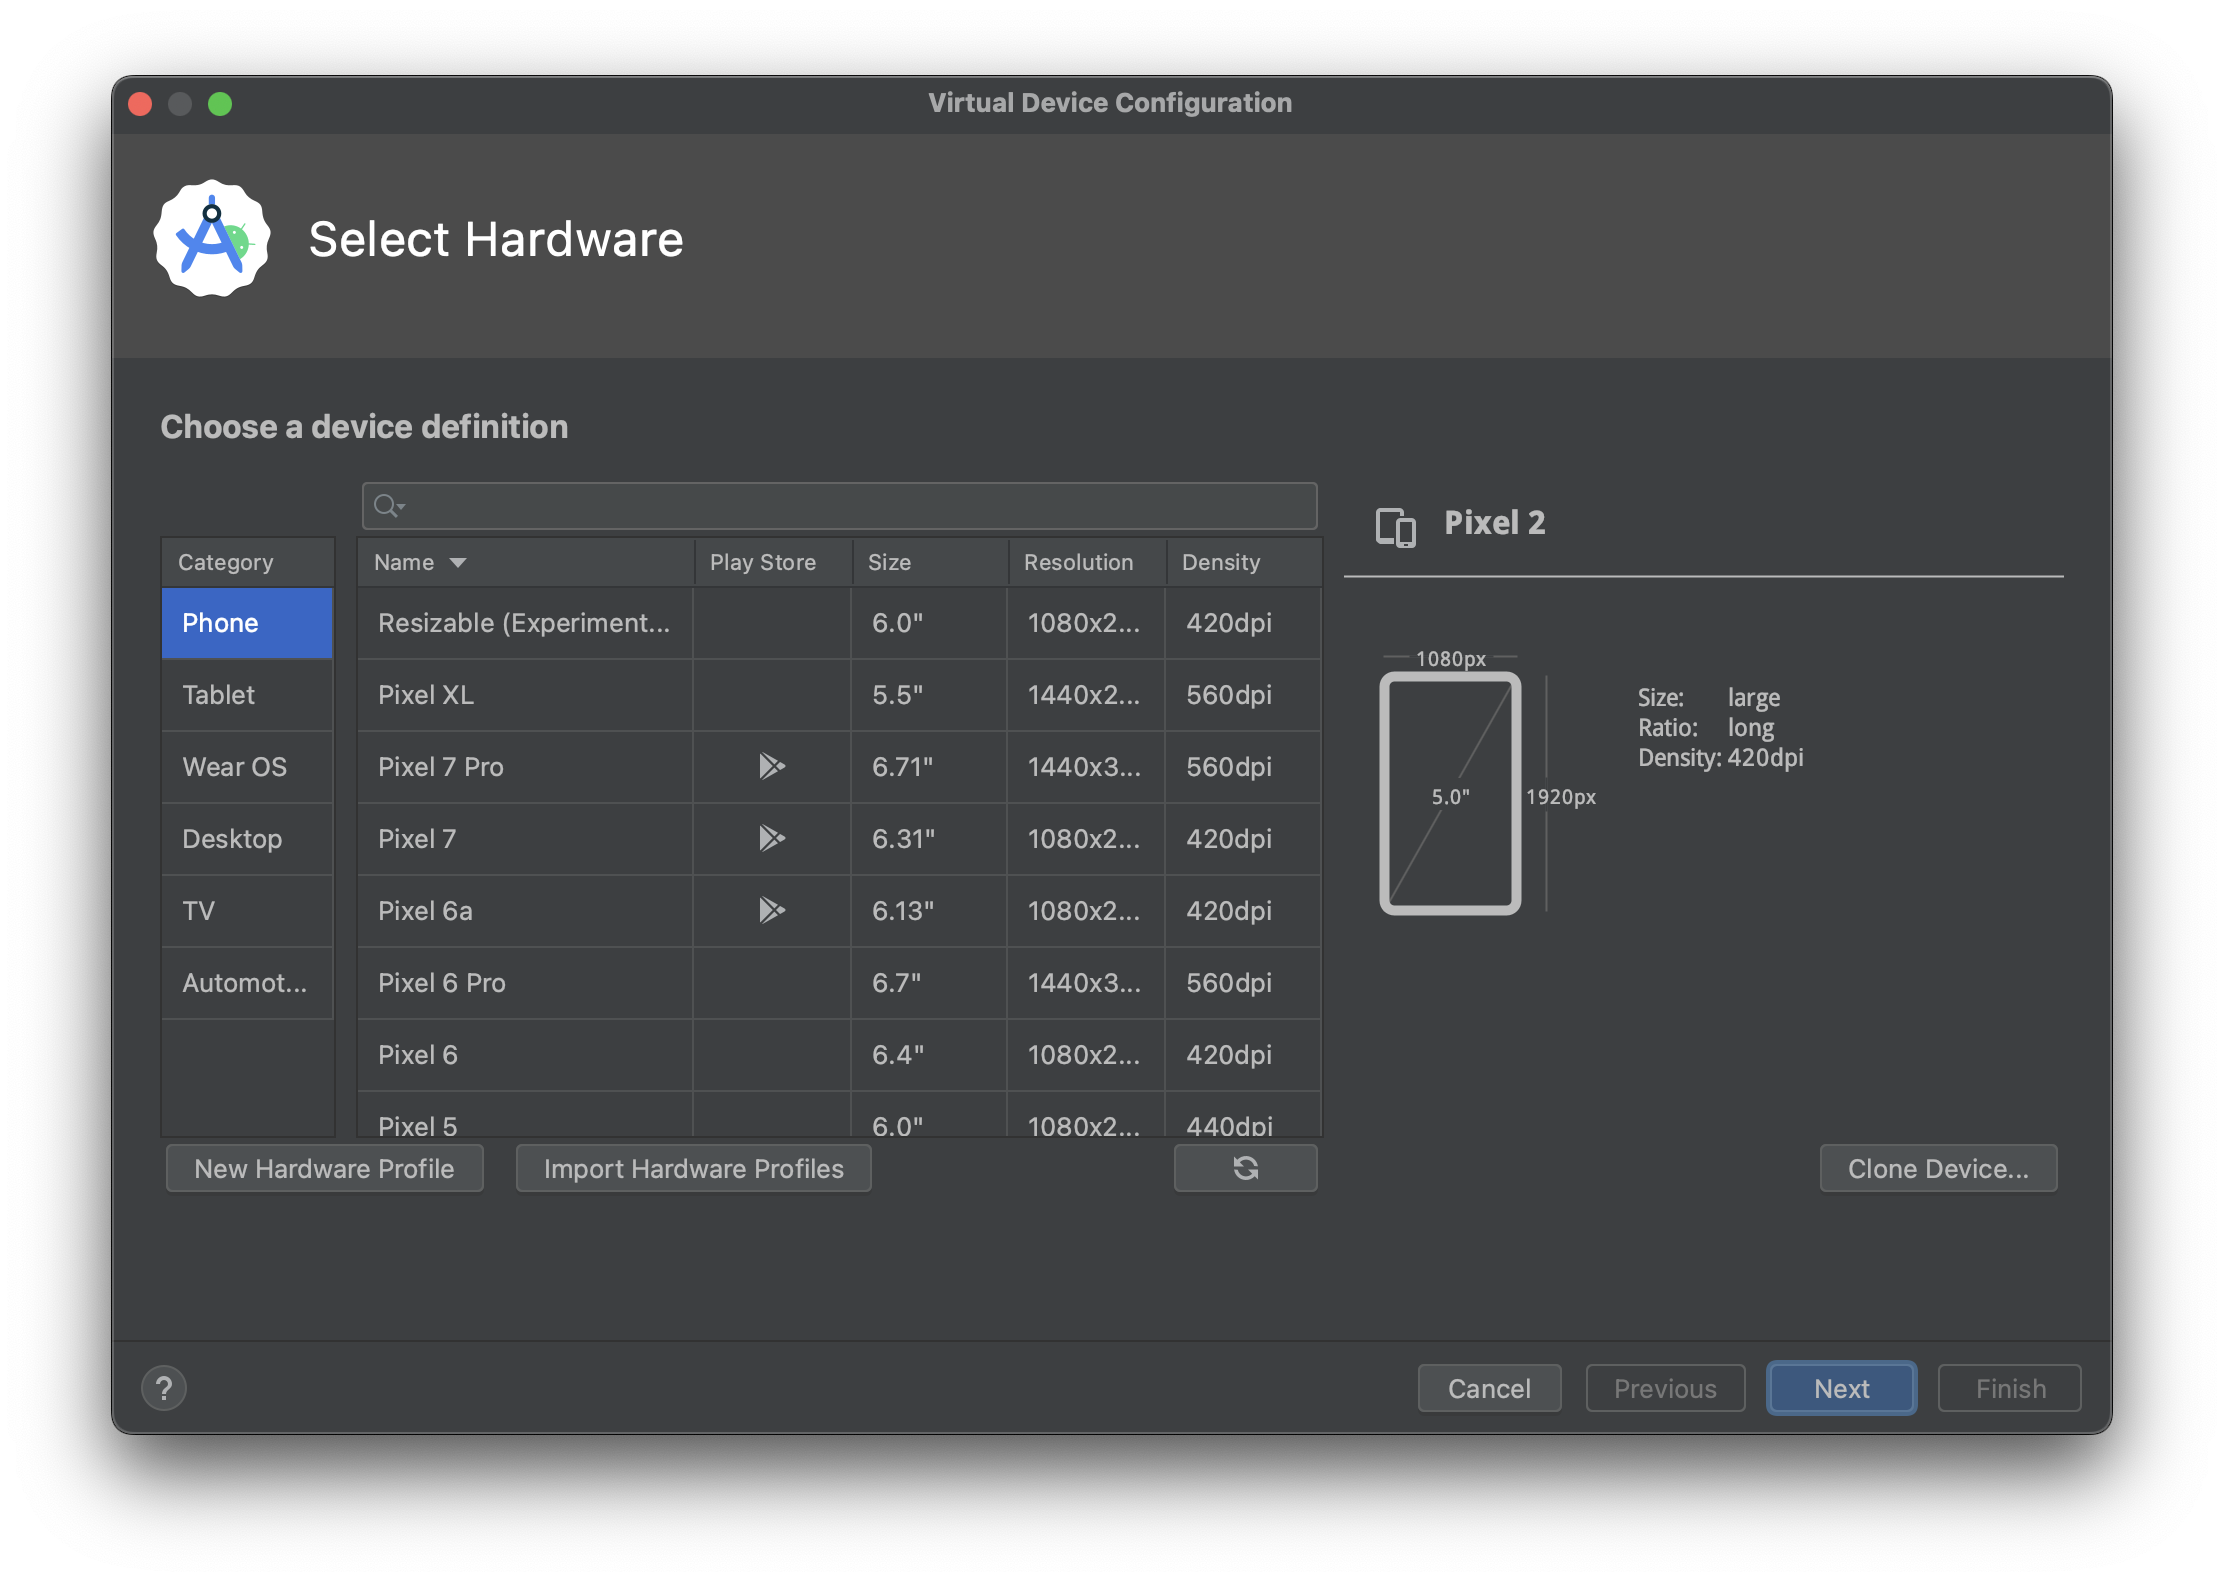 Virtual Device Configuration
Select Hardware
Choose a device definition
Category
Phone
Tablet
Wear OS
Desktop
TV
Automot...
Name Play Store Size Resolution Density
Resizable (Experiment... 6.0" 1080x2... 420dpi
Pixel XL 5.5" 1440x2... 560dpi
Pixel 7 Pro 6.71" 1440x3... 560dpi
Pixel 7 6.31" 1080x2... 420dpi
Pixel 6a 6.13" 1080x2... 420dpi
Pixel 6 Pro 6.7" 1440x3... 560dpi
Pixel 6 6.4" 1080x2... 420dpi
Pixel 5 6.0" 1080x2... 440dpi
New Hardware Profile Import Hardware Profiles
Pixel 2
1080px
5.0"
1920px
Size: large
Ratio: long
Density: 420dpi
Clone Device...
? Cancel Previous Next Finish